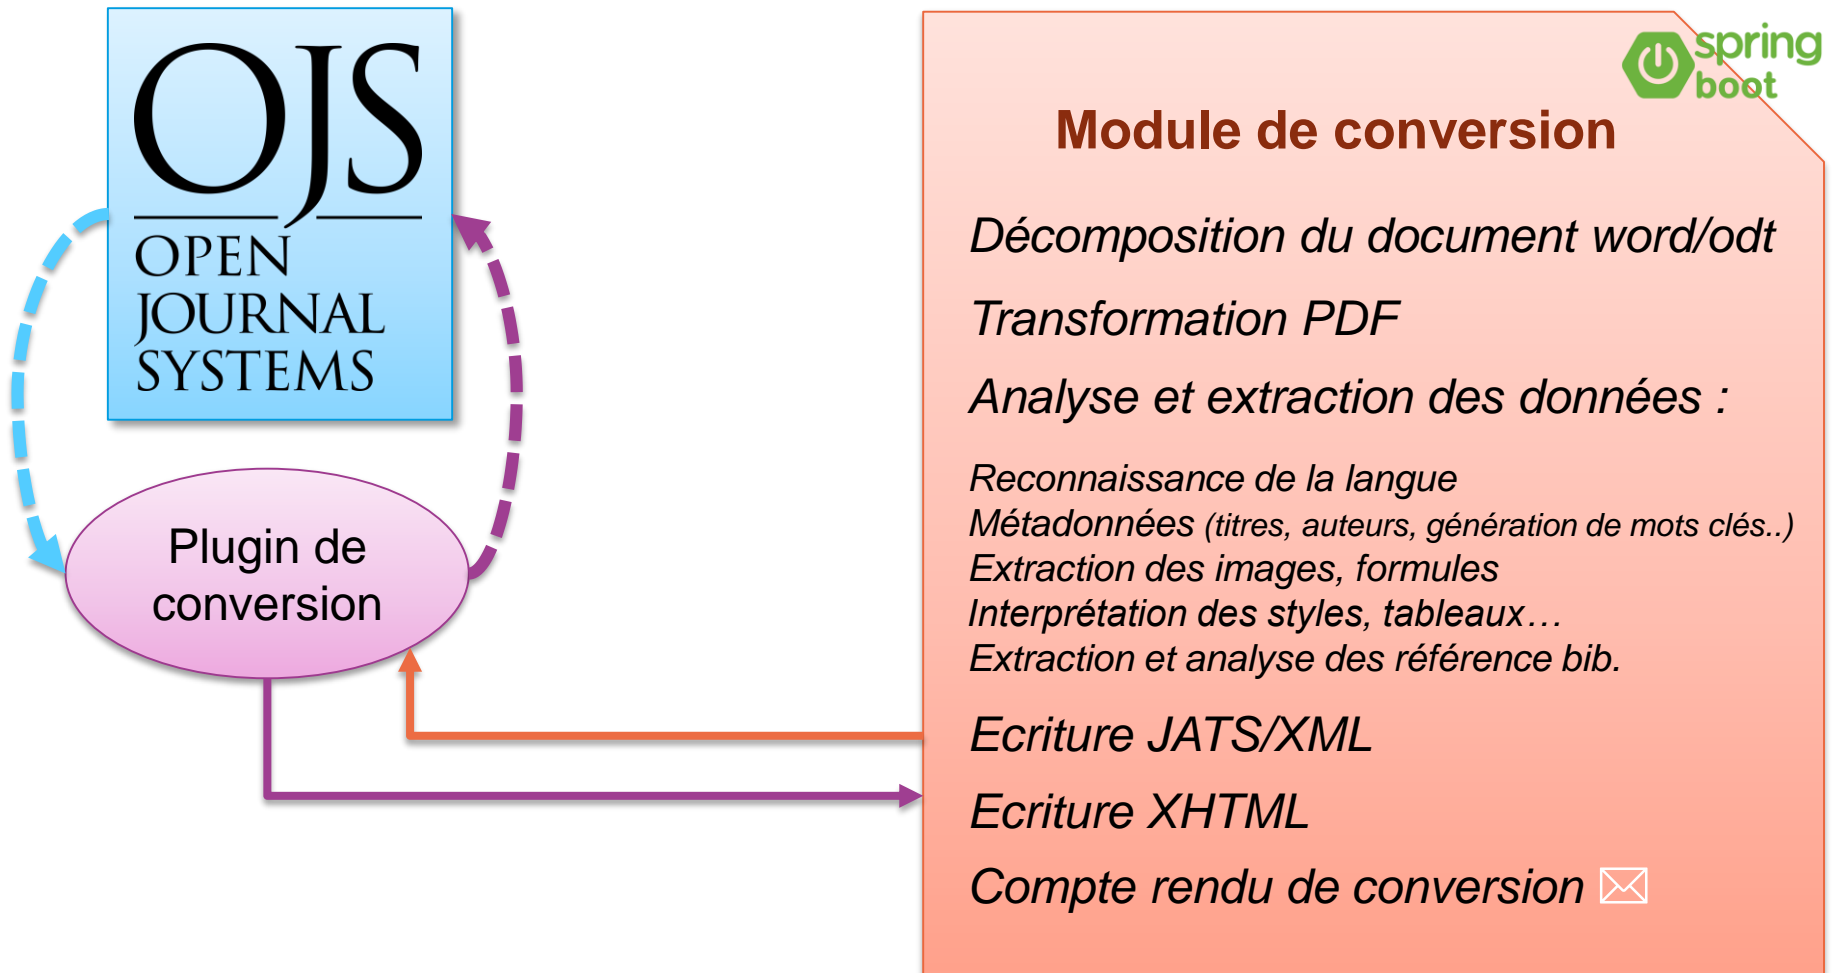 OJS
OPEN
JOURNAL
SYSTEMS
Plugin de
conversion
spring
boot
Module de conversion
Décomposition du document word/odt
Transformation PDF
Analyse et extraction des données :
Reconnaissance de la langue
Métadonnées (titres, auteurs, génération de mots clés..)
Extraction des images, formules
Interprétation des styles, tableaux…
Extraction et analyse des référence bib.
Ecriture JATS/XML
Ecriture XHTML
Compte rendu de conversion